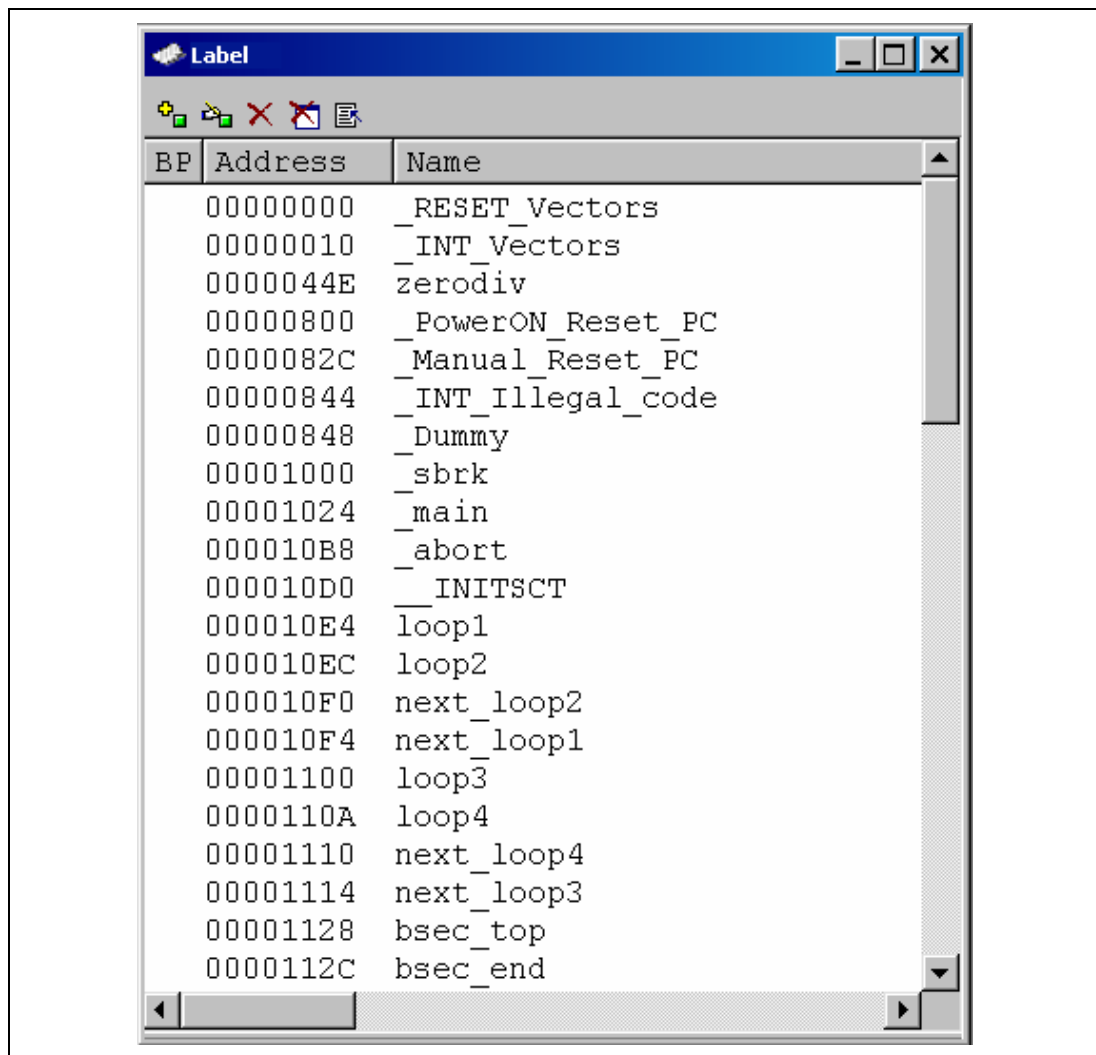 Label
BP Address Name
00000000 _RESET_Vectors
00000010 _INT_Vectors
0000044E zerodiv
00000800 _PowerON_Reset_PC
0000082C _Manual_Reset_PC
00000844 _INT_Illegal_code
00000848 _Dummy
00001000 _sbrk
00001024 _main
000010B8 _abort
000010D0 __INITSCT
000010E4 loop1
000010EC loop2
000010F0 next_loop2
000010F4 next_loop1
00001100 loop3
0000110A loop4
00001110 next_loop4
00001114 next_loop3
00001128 bsec_top
0000112C bsec_end